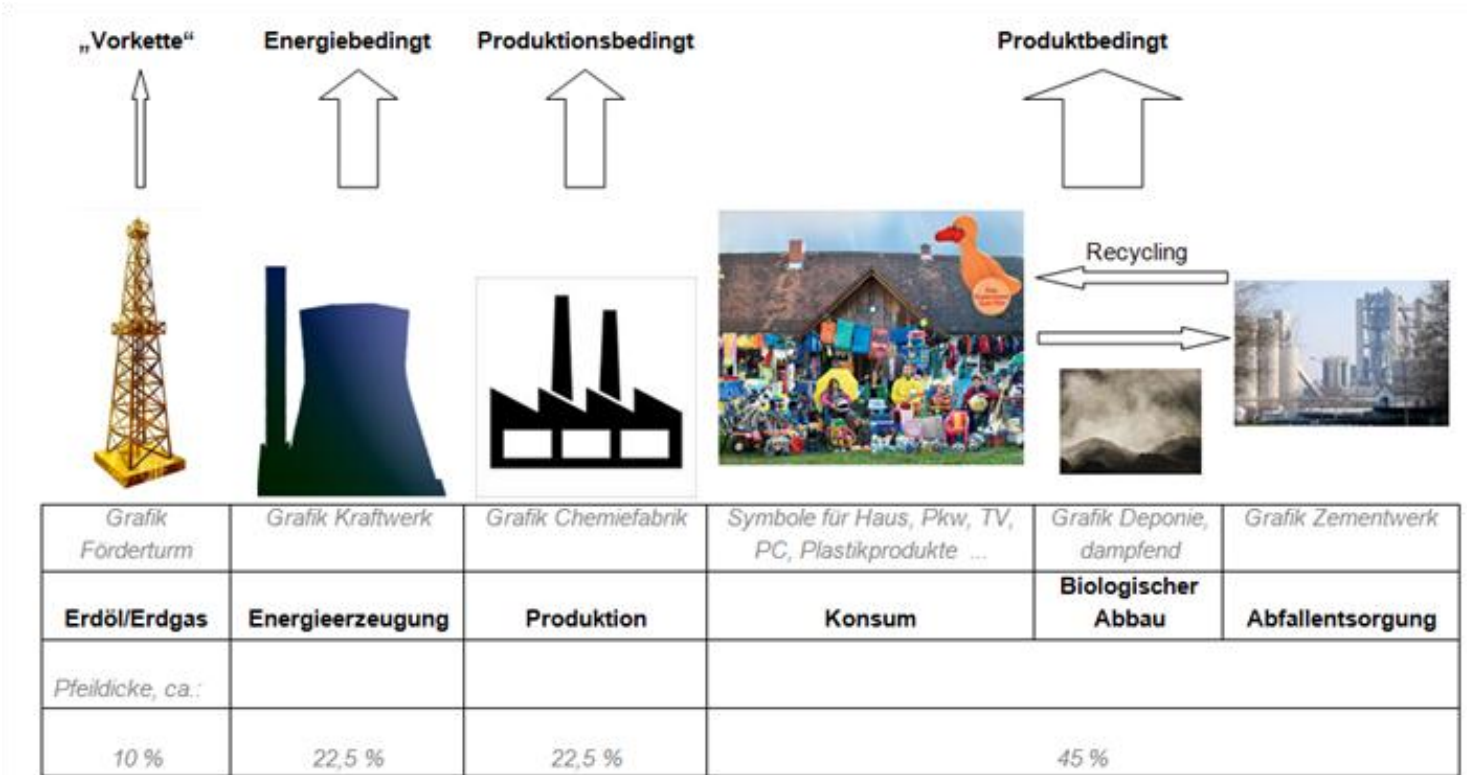 „Vorkette“
Energiebedingt
Produktionsbedingt
Produktbedingt
Recycling
Grafik
Förderturm
Grafik Kraftwerk
Grafik Chemiefabrik
Symbole für Haus, Pkw, TV,
PC, Plastikprodukte ...
Grafik Deponie,
dampfend
Grafik Zementwerk
Erdöl/Erdgas
Energieerzeugung
Produktion
Konsum
Biologischer
Abbau
Abfallentsorgung
Pfeildicke, ca.:
10 %
22,5 %
22,5 %
45 %